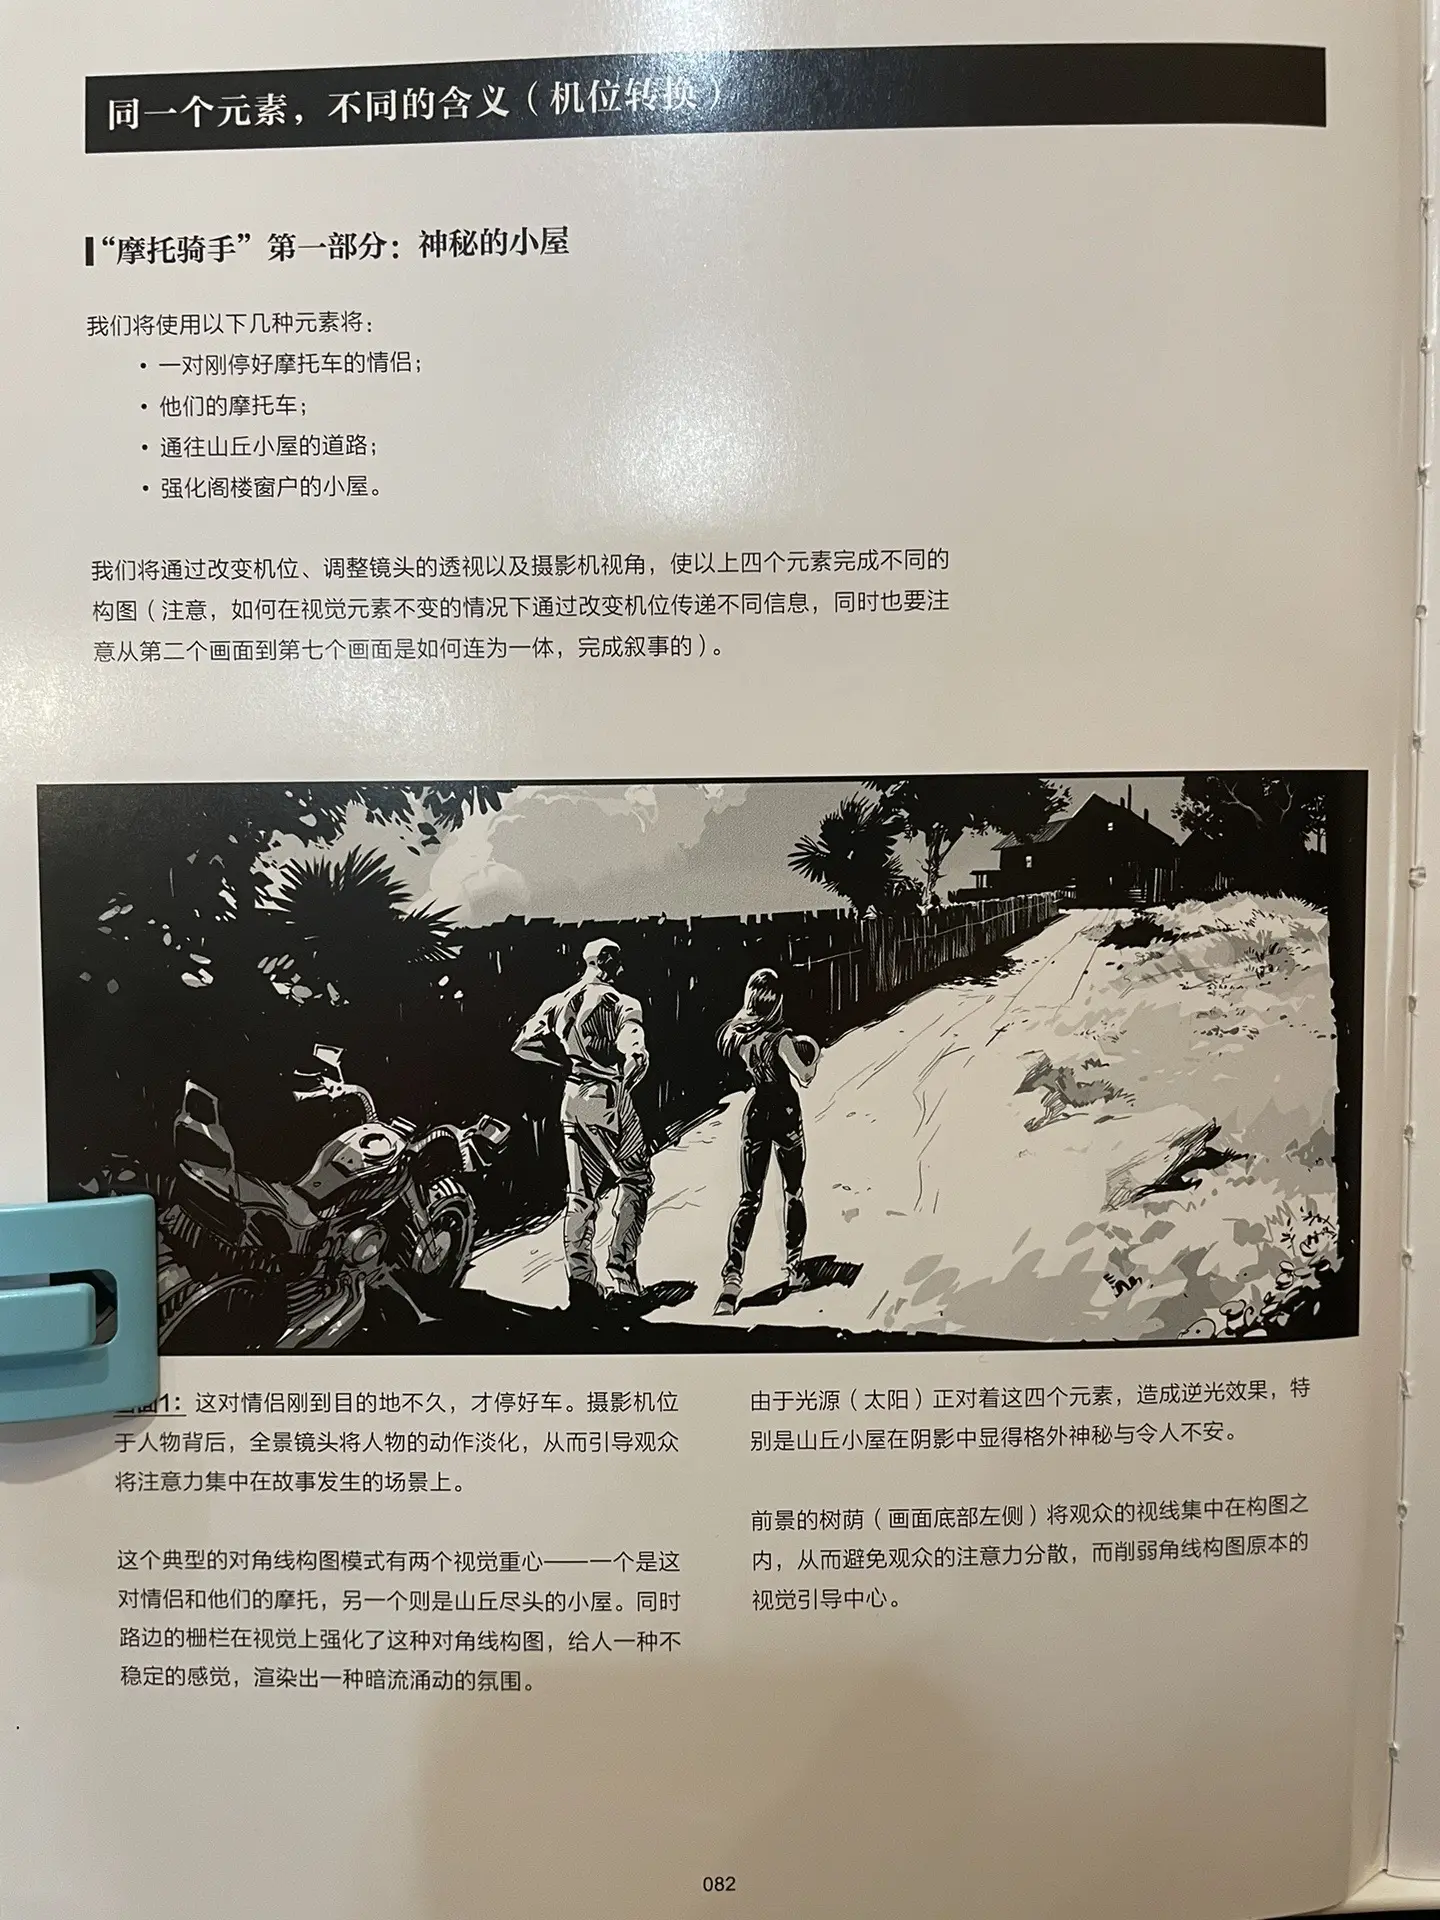 同一个元素，不同的含义（机位转换）
“摩托骑手”第一部分：神秘的小屋
我们将使用以下几种元素将：
• 一对刚停好摩托车的情侣；
• 他们的摩托车；
• 通往山丘小屋的道路；
• 强化阁楼窗户的小屋。
我们将通过改变机位、调整镜头的透视以及摄影机视角，使以上四个元素完成不同的
构图（注意，如何在视觉元素不变的情况下通过改变机位传递不同信息，同时也要注
意从第二个画面到第七个画面是如何连为一体，完成叙事的）。
面1：这对情侣刚到目的地不久，才停好车。摄影机位
于人物背后，全景镜头将人物的动作淡化，从而引导观众
将注意力集中在故事发生的场景上。
这个典型的对角线构图模式有两个视觉重心——一个是这
对情侣和他们的摩托，另一个则是山丘尽头的小屋。同时
路边的栅栏在视觉上强化了这种对角线构图，给人一种不
稳定的感觉，渲染出一种暗流涌动的氛围。
由于光源（太阳）正对着这四个元素，造成逆光效果，特
别是山丘小屋在阴影中显得格外神秘与令人不安。
前景的树荫（画面底部左侧）将观众的视线集中在构图之
内，从而避免观众的注意力分散，而削弱角线构图原本的
视觉引导中心。
082